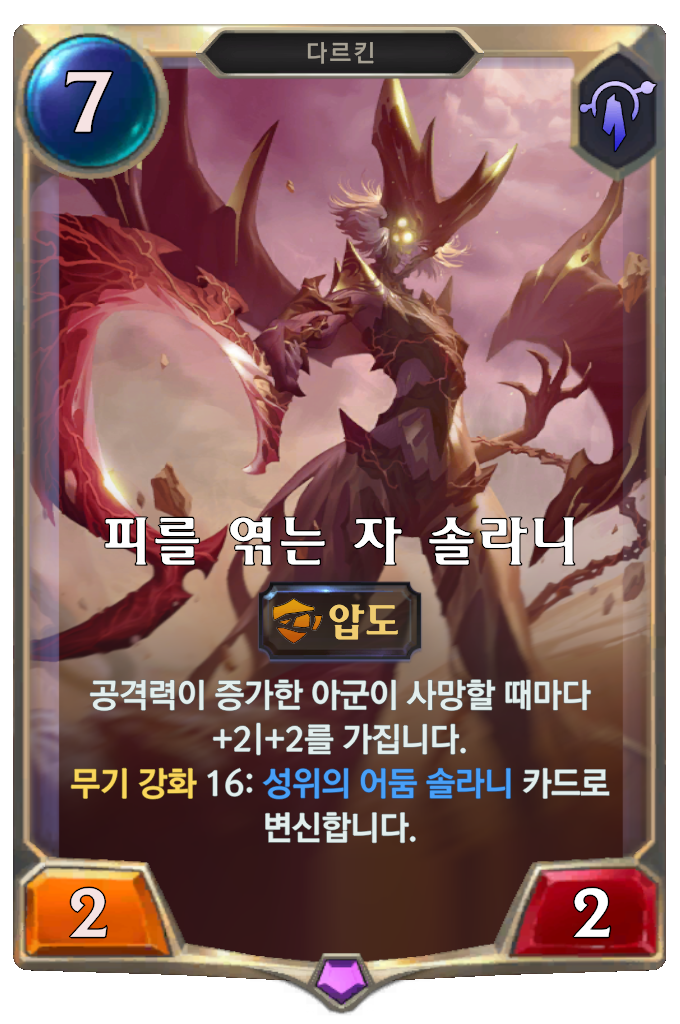 다르킨
7
피를 엮는 자 솔라니
압도
공격력이 증가한 아군이 사망할 때마다
+2|+2를 가집니다.
무기 강화 16: 성위의 어둠 솔라니 카드로
변신합니다.
2
2